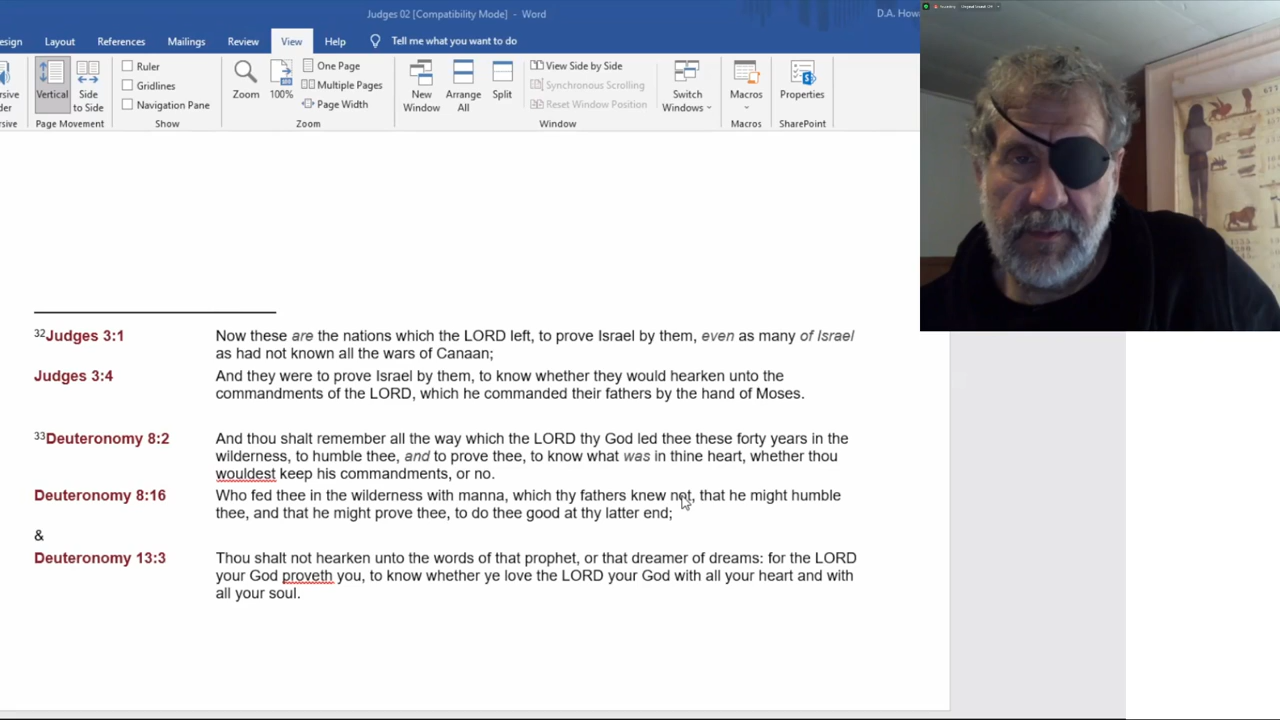 Judges 02 [Compatibility Mode] - Word
D.A. How
esign Layout References Mailings Review View Help Tell me what you want to do
Vertical
Side to Side
Page Movement
Ruler
Gridlines
Navigation Pane
Show
Zoom
100%
One Page
Multiple Pages
Page Width
Zoom
New Window
Arrange All
Split
View Side by Side
Synchronous Scrolling
Reset Window Position
Window
Switch Windows
Macros
Macros
Properties
SharePoint
32Judges 3:1 Now these are the nations which the LORD left, to prove Israel by them, even as many of Israel
as had not known all the wars of Canaan;
Judges 3:4 And they were to prove Israel by them, to know whether they would hearken unto the
commandments of the LORD, which he commanded their fathers by the hand of Moses.
33Deuteronomy 8:2 And thou shalt remember all the way which the LORD thy God led thee these forty years in the
wilderness, to humble thee, and to prove thee, to know what was in thine heart, whether thou
wouldest keep his commandments, or no.
Deuteronomy 8:16 Who fed thee in the wilderness with manna, which thy fathers knew not, that he might humble
thee, and that he might prove thee, to do thee good at thy latter end;
&
Deuteronomy 13:3 Thou shalt not hearken unto the words of that prophet, or that dreamer of dreams: for the LORD
your God proveth you, to know whether ye love the LORD your God with all your heart and with
all your soul.